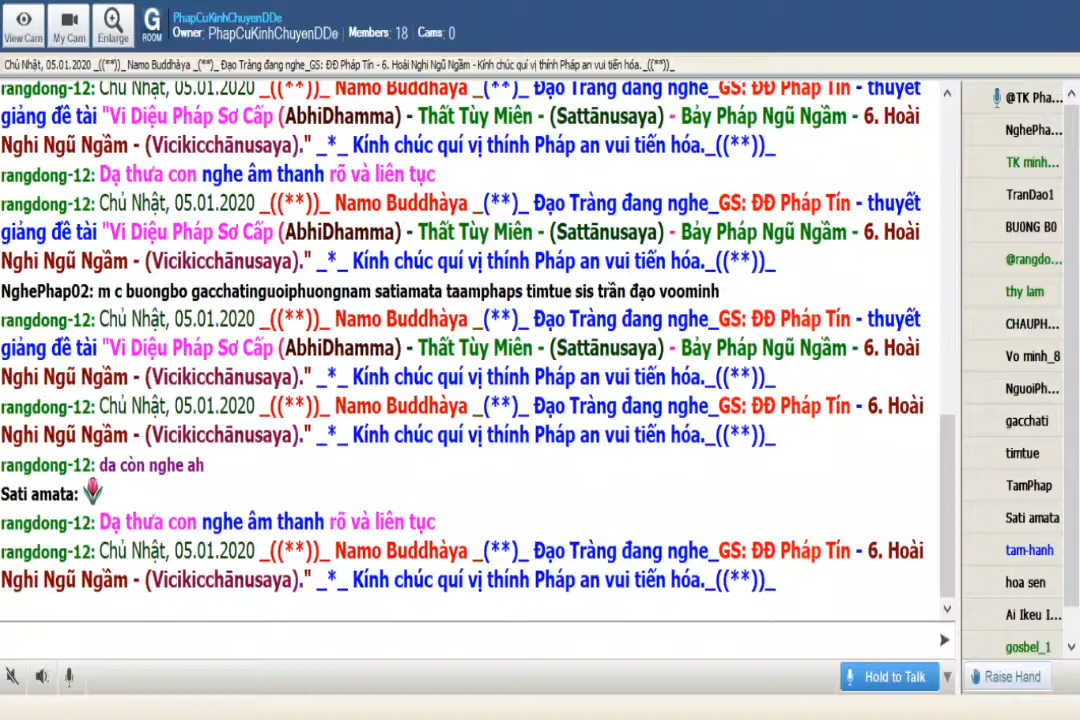 PhapCuKinhChuyenDDe
View Cam My Cam Enlarge G ROOM Owner: PhapCuKinhChuyenDDe | Members: 18 | Cams: 0
Chủ Nhật, 05.01.2020 _((**))_ Namo Buddhàya _(**)_ Đạo Tràng đang nghe_GS: ĐĐ Pháp Tín - 6. Hoài Nghi Ngũ Ngầm - Kính chúc quí vị thính Pháp an vui tiến hóa. _((**))_
rangdong-12: Chủ Nhật, 05.01.2020 _((**))_ Namo Buddhàya _(**)_ Đạo Tràng đang nghe_GS: ĐĐ Pháp Tín - thuyết
giảng đề tài "Vi Diệu Pháp Sơ Cấp (AbhiDhamma) - Thất Tùy Miên - (Sattānusaya) - Bảy Pháp Ngũ Ngầm - 6. Hoài
Nghi Ngũ Ngầm - (Vicikicchānusaya)." _*_ Kính chúc quí vị thính Pháp an vui tiến hóa._((**))_
rangdong-12: Dạ thưa con nghe âm thanh rõ và liên tục
rangdong-12: Chủ Nhật, 05.01.2020 _((**))_ Namo Buddhàya _(**)_ Đạo Tràng đang nghe_GS: ĐĐ Pháp Tín - thuyết
giảng đề tài "Vi Diệu Pháp Sơ Cấp (AbhiDhamma) - Thất Tùy Miên - (Sattānusaya) - Bảy Pháp Ngũ Ngầm - 6. Hoài
Nghi Ngũ Ngầm - (Vicikicchānusaya)." _*_ Kính chúc quí vị thính Pháp an vui tiến hóa._((**))_
NghePhap02: m c buongbo gacchatinguoiphuongnam satiamata taamphaps timtue sis trần đạo voominh
rangdong-12: Chủ Nhật, 05.01.2020 _((**))_ Namo Buddhàya _(**)_ Đạo Tràng đang nghe_GS: ĐĐ Pháp Tín - thuyết
giảng đề tài "Vi Diệu Pháp Sơ Cấp (AbhiDhamma) - Thất Tùy Miên - (Sattānusaya) - Bảy Pháp Ngũ Ngầm - 6. Hoài
Nghi Ngũ Ngầm - (Vicikicchānusaya)." _*_ Kính chúc quí vị thính Pháp an vui tiến hóa._((**))_
rangdong-12: Chủ Nhật, 05.01.2020 _((**))_ Namo Buddhàya _(**)_ Đạo Tràng đang nghe_GS: ĐĐ Pháp Tín - 6. Hoài
Nghi Ngũ Ngầm - (Vicikicchānusaya)." _*_ Kính chúc quí vị thính Pháp an vui tiến hóa._((**))_
rangdong-12: da còn nghe ah
Sati amata:
rangdong-12: Dạ thưa con nghe âm thanh rõ và liên tục
rangdong-12: Chủ Nhật, 05.01.2020 _((**))_ Namo Buddhàya _(**)_ Đạo Tràng đang nghe_GS: ĐĐ Pháp Tín - 6. Hoài
Nghi Ngũ Ngầm - (Vicikicchānusaya)." _*_ Kính chúc quí vị thính Pháp an vui tiến hóa._((**))_
@TK Pha...
NghePha...
TK minh...
TranDao1
BUONG BO
@rangdo...
thy lam
CHAUPH...
Vo minh_8
NguoiPh...
gacchati
timtue
TamPhap
Sati amata
tam-hanh
hoa sen
Ai Ikeu I...
gosbel_1
Hold to Talk
Raise Hand